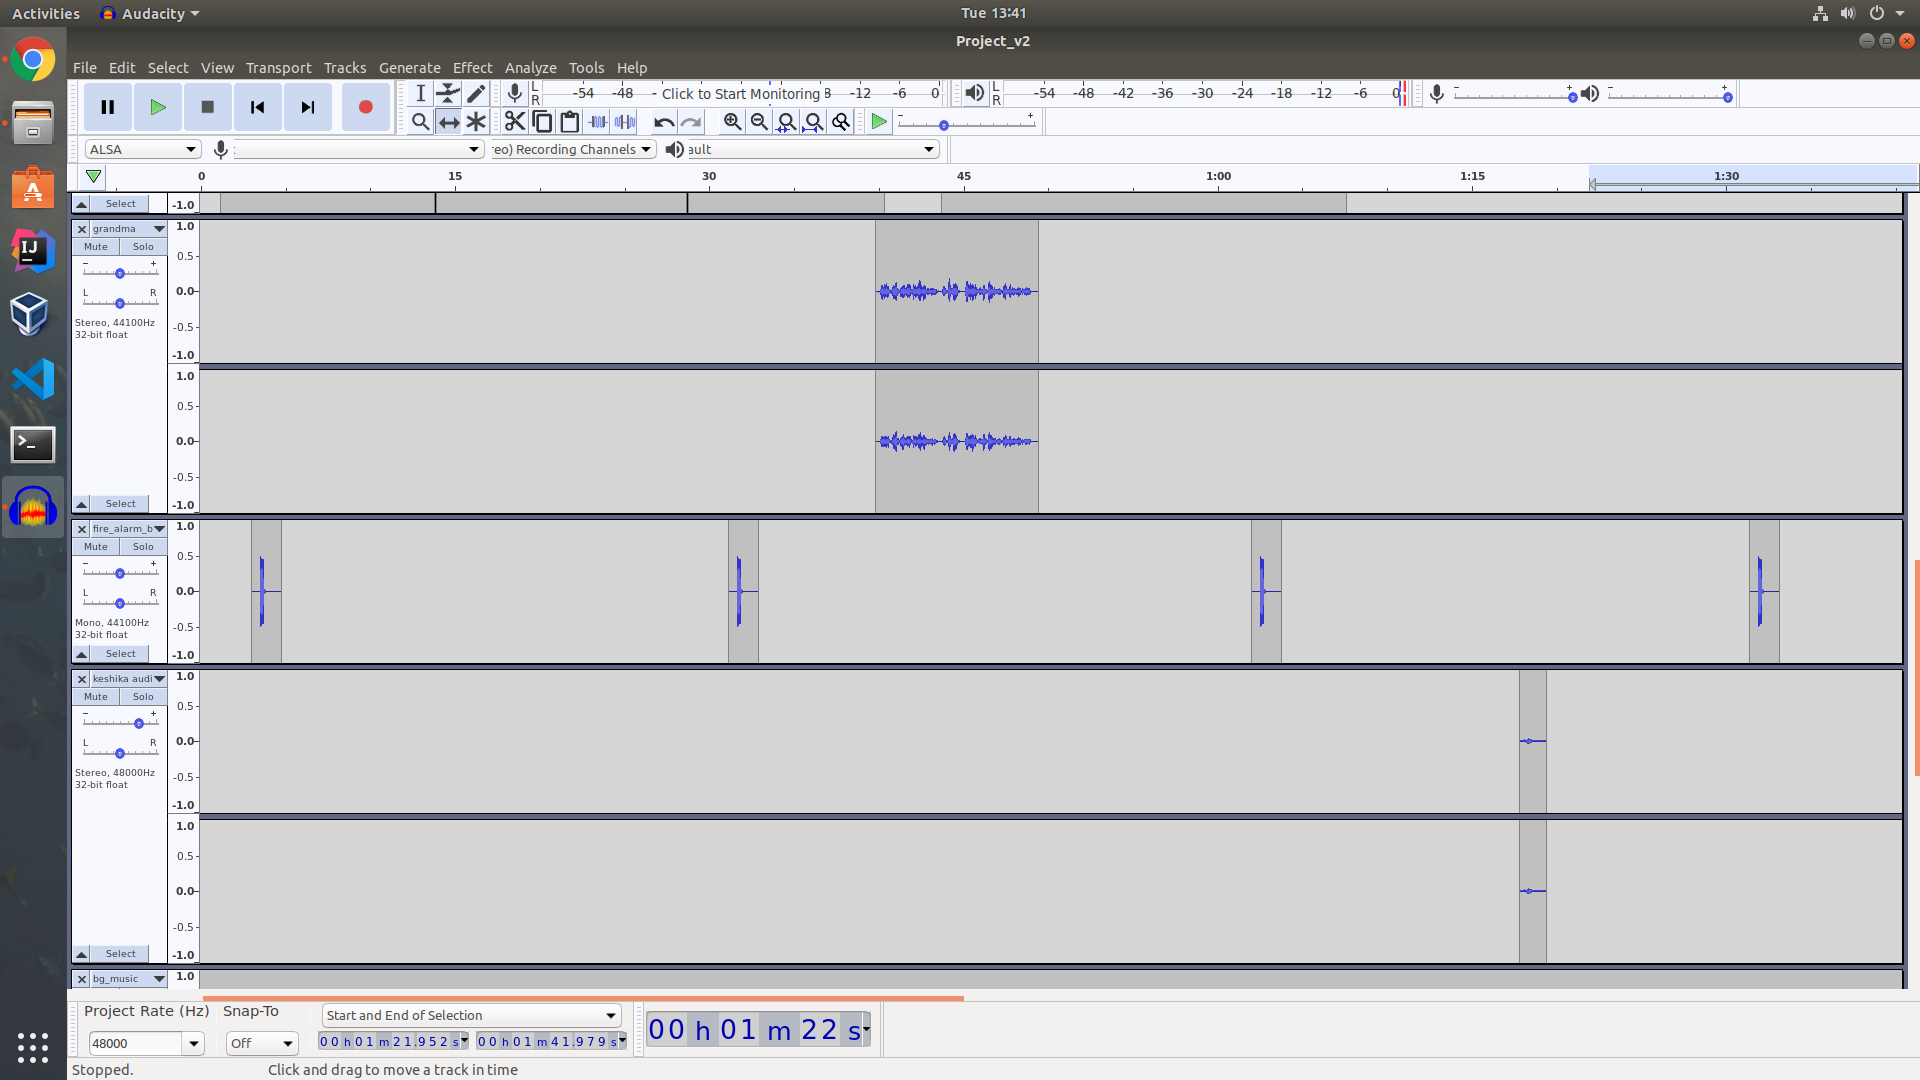 Activities Audacity Tue 13:41
Project_v2
File Edit Select View Transport Tracks Generate Effect Analyze Tools Help
L R -54 -48 - Click to Start Monitoring 8 -12 -6 0 L R -54 -48 -42 -36 -30 -24 -18 -12 -6 0 - + - +
- +
ALSA : reo) Recording Channels ault
0 15 30 45 1:00 1:15 1:30
Select -1.0
grandma 1.0
Mute Solo
- + 0.5
L R 0.0
Stereo, 44100Hz -0.5
32-bit float
-1.0
1.0
0.5
0.0
-0.5
Select -1.0
fire_alarm_b 1.0
Mute Solo
- + 0.5
L R 0.0
Mono, 44100Hz -0.5
32-bit float
Select -1.0
keshika audi 1.0
Mute Solo
- + 0.5
L R 0.0
Stereo, 48000Hz -0.5
32-bit float
-1.0
1.0
0.5
0.0
-0.5
Select -1.0
bg_music 1.0
Project Rate (Hz) Snap-To Start and End of Selection
48000 Off 00 h 01 m 21.952 s 00 h 01 m 41.979 s 00 h 01 m 22 s
Stopped. Click and drag to move a track in time